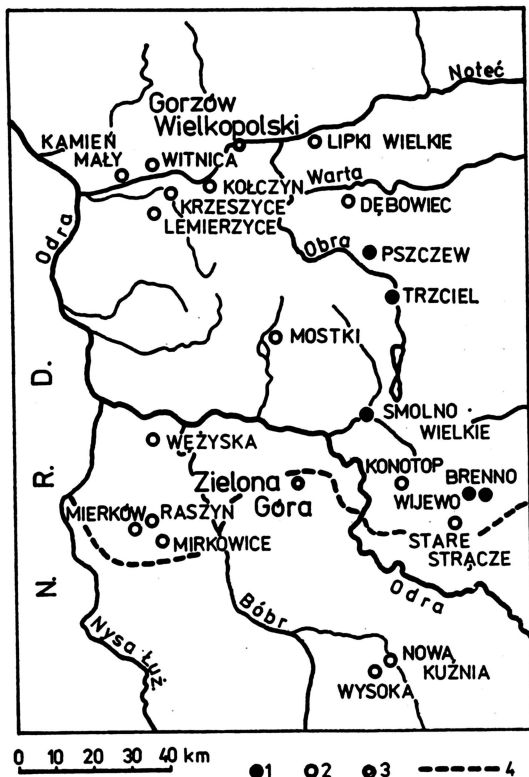 Noteć
Gorzów
Wielkopolski
KAMIEŃ
MAŁY
WITNICA
LIPKI WIELKIE
KOŁCZYN
Warta
KRZESZYCE
DĘBOWIEC
LEMIERZYCE
Odra
Obra
PSZCZEW
TRZCIEL
MOSTKI
D.
SMOLNO
WIELKIE
WĘŻYSKA
R.
KONOTOP
BRENNO
Zielona
Góra
WIJEWO
MIERKÓW
RASZYN
STARE
STRĄCZE
MIRKOWICE
N.
Odra
Bóbr
Nysa Łuż.
NOWA
KUŹNIA
WYSOKA
0 10 20 30 40 km
1 2 3 4